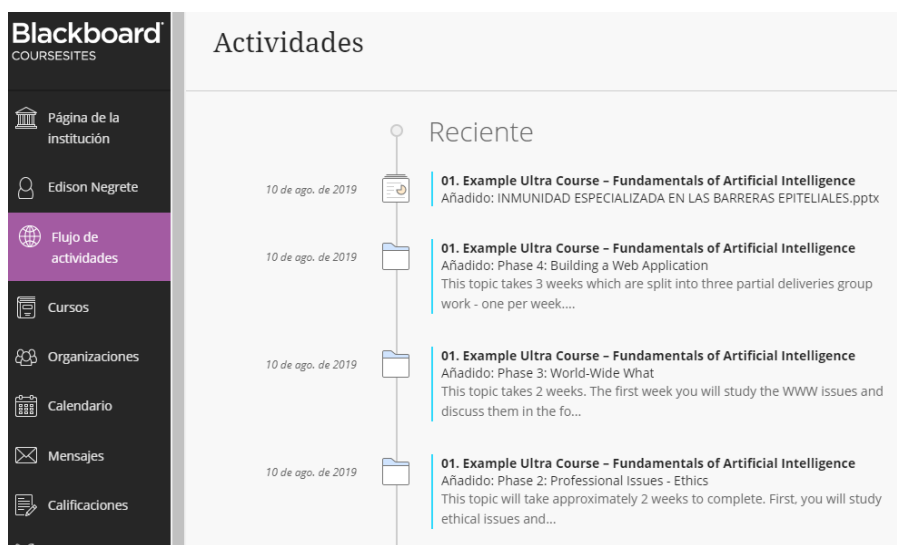 Blackboard
COURSESITES
Página de la
institución
Edison Negrete
Flujo de
actividades
Cursos
Organizaciones
Calendario
Mensajes
Calificaciones
Actividades
Reciente
10 de ago. de 2019
01. Example Ultra Course – Fundamentals of Artificial Intelligence
Añadido: INMUNIDAD ESPECIALIZADA EN LAS BARRERAS EPITELIALES.pptx
10 de ago. de 2019
01. Example Ultra Course – Fundamentals of Artificial Intelligence
Añadido: Phase 4: Building a Web Application
This topic takes 3 weeks which are split into three partial deliveries group
work - one per week....
10 de ago. de 2019
01. Example Ultra Course – Fundamentals of Artificial Intelligence
Añadido: Phase 3: World-Wide What
This topic takes 2 weeks. The first week you will study the WWW issues and
discuss them in the fo...
10 de ago. de 2019
01. Example Ultra Course – Fundamentals of Artificial Intelligence
Añadido: Phase 2: Professional Issues - Ethics
This topic will take approximately 2 weeks to complete. First, you will study
ethical issues and...